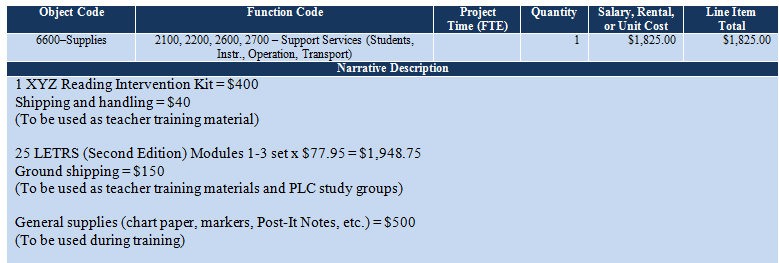 Object Code Function Code Project Time (FTE) Quantity Salary, Rental, or Unit Cost Line Item Total
6600–Supplies 2100, 2200, 2600, 2700 – Support Services (Students, Instr., Operation, Transport) 1 $1,825.00 $1,825.00
Narrative Description
1 XYZ Reading Intervention Kit = $400
Shipping and handling = $40
(To be used as teacher training material)
25 LETRS (Second Edition) Modules 1-3 set x $77.95 = $1,948.75
Ground shipping = $150
(To be used as teacher training materials and PLC study groups)
General supplies (chart paper, markers, Post-It Notes, etc.) = $500
(To be used during training)